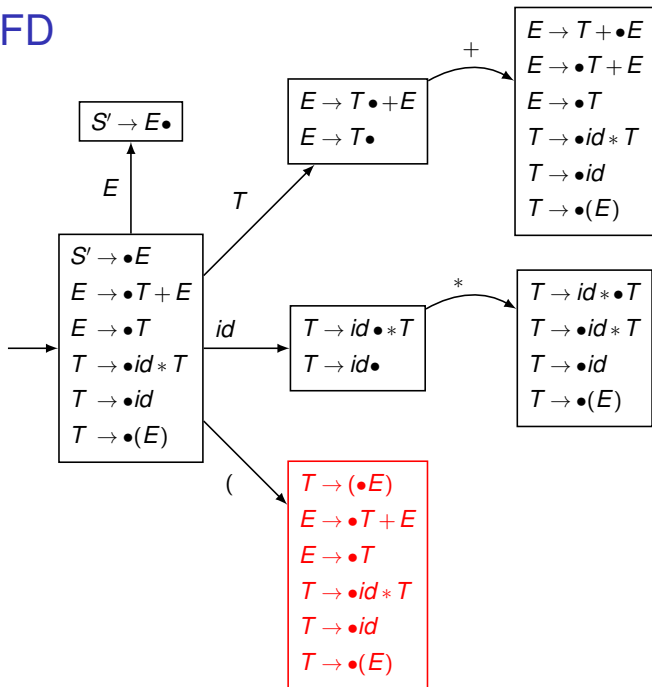 FD
S′ → E•
E
E → T • +E
E → T•
T
+
E → T + •E
E → •T + E
E → •T
T → •id ∗ T
T → •id
T → •(E)
S′ → •E
E → •T + E
E → •T
T → •id ∗ T
T → •id
T → •(E)
id
T → id • ∗T
T → id•
∗
T → id ∗ •T
T → •id ∗ T
T → •id
T → •(E)
(
T → (•E)
E → •T + E
E → •T
T → •id ∗ T
T → •id
T → •(E)